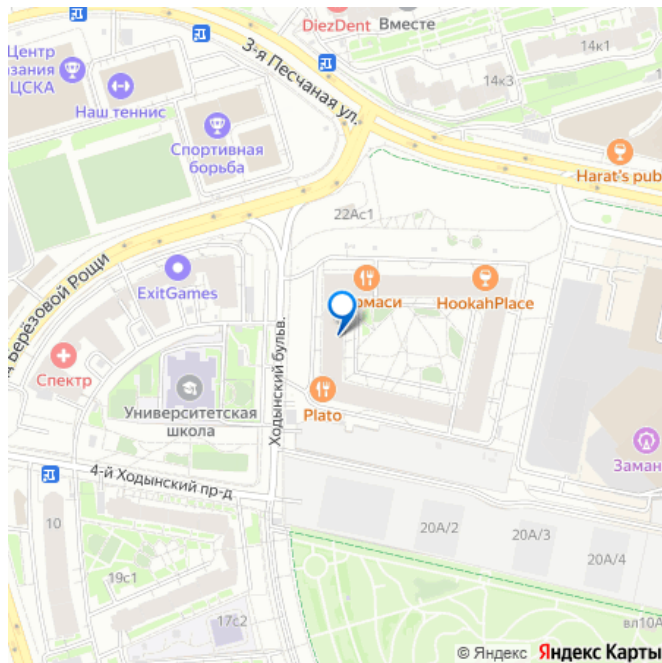 DiezDent
Вместе
14к1
14к3
3-я Песчаная ул.
Центр
азания
ЦСКА
Наш теннис
Спортивная
борьба
Harat's pub
22Ас1
ExitGames
омаси
HookahPlace
Берёзовой Рощи
Спектр
Университетская
школа
Ходынский бульв.
Plato
Заман
4-й Ходынский пр-д
10
19с1
17с2
20А/2
20А/3
20А/4
вл10А
© Яндекс Яндекс Карты